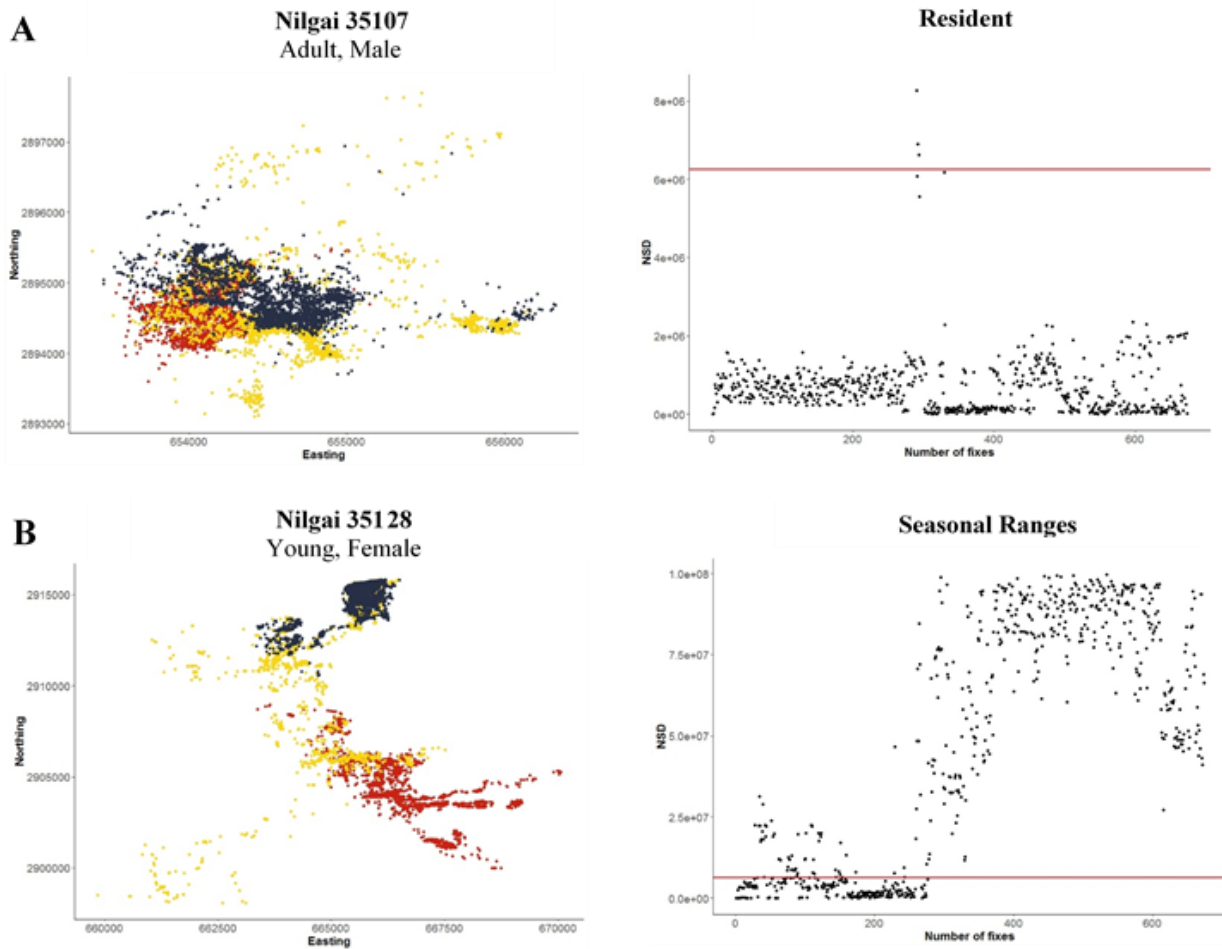 A
Nilgai 35107
Adult, Male
Resident
2897000
2896000
2895000
2894000
2893000
Northing
654000
655000
656000
Easting
8e+06
6e+06
4e+06
2e+06
0e+00
NSD
0
200
400
600
Number of fixes
B
Nilgai 35128
Young, Female
Seasonal Ranges
2915000
2910000
2905000
2900000
Northing
660000
662500
665000
667500
670000
Easting
1.0e+08
7.5e+07
5.0e+07
2.5e+07
0.0e+00
NSD
0
200
400
600
Number of fixes